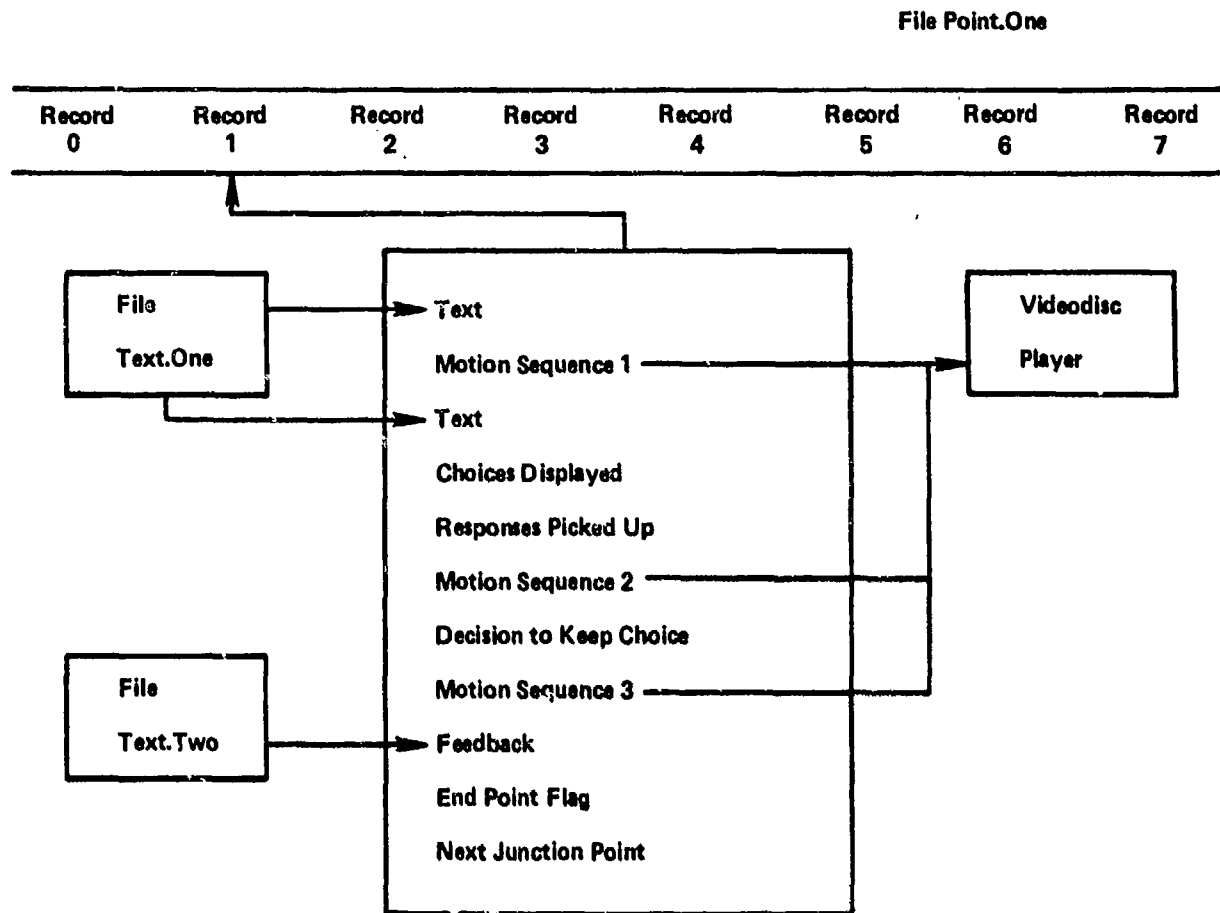 File Point.One
Record Record Record Record Record Record Record Record
0 1 2 3 4 5 6 7
File
Text.One
Text
Motion Sequence 1
Text
Choices Displayed
Responses Picked Up
Motion Sequence 2
Decision to Keep Choice
Motion Sequence 3
Feedback
End Point Flag
Next Junction Point
Videodisc
Player
File
Text.Two